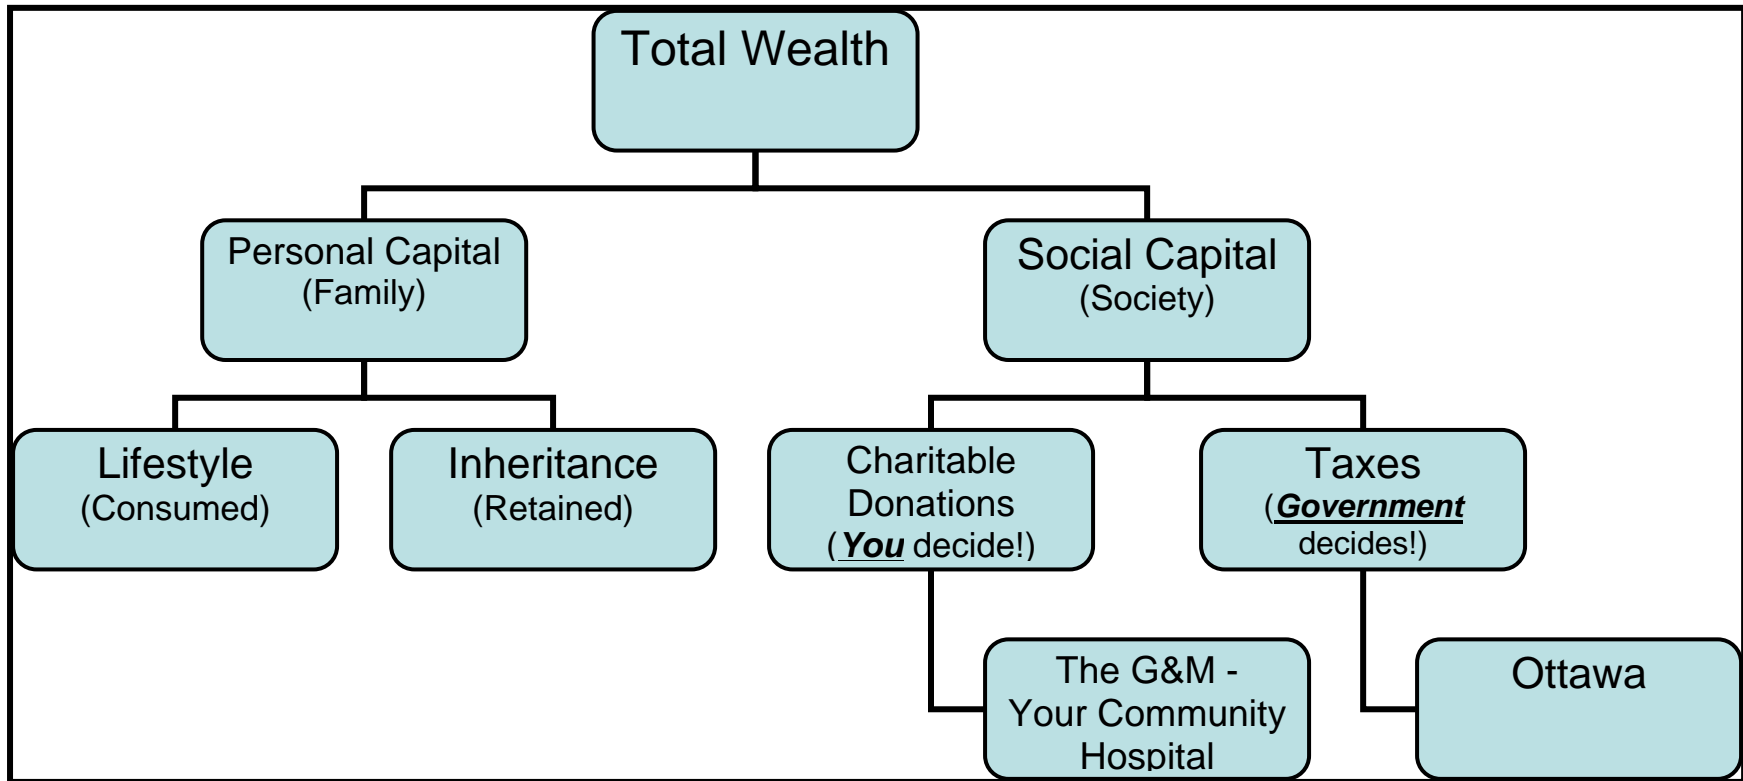 Total Wealth
Personal Capital
(Family)
Social Capital
(Society)
Lifestyle
(Consumed)
Inheritance
(Retained)
Charitable
Donations
(You decide!)
Taxes
(Government
decides!)
The G&M -
Your Community
Hospital
Ottawa